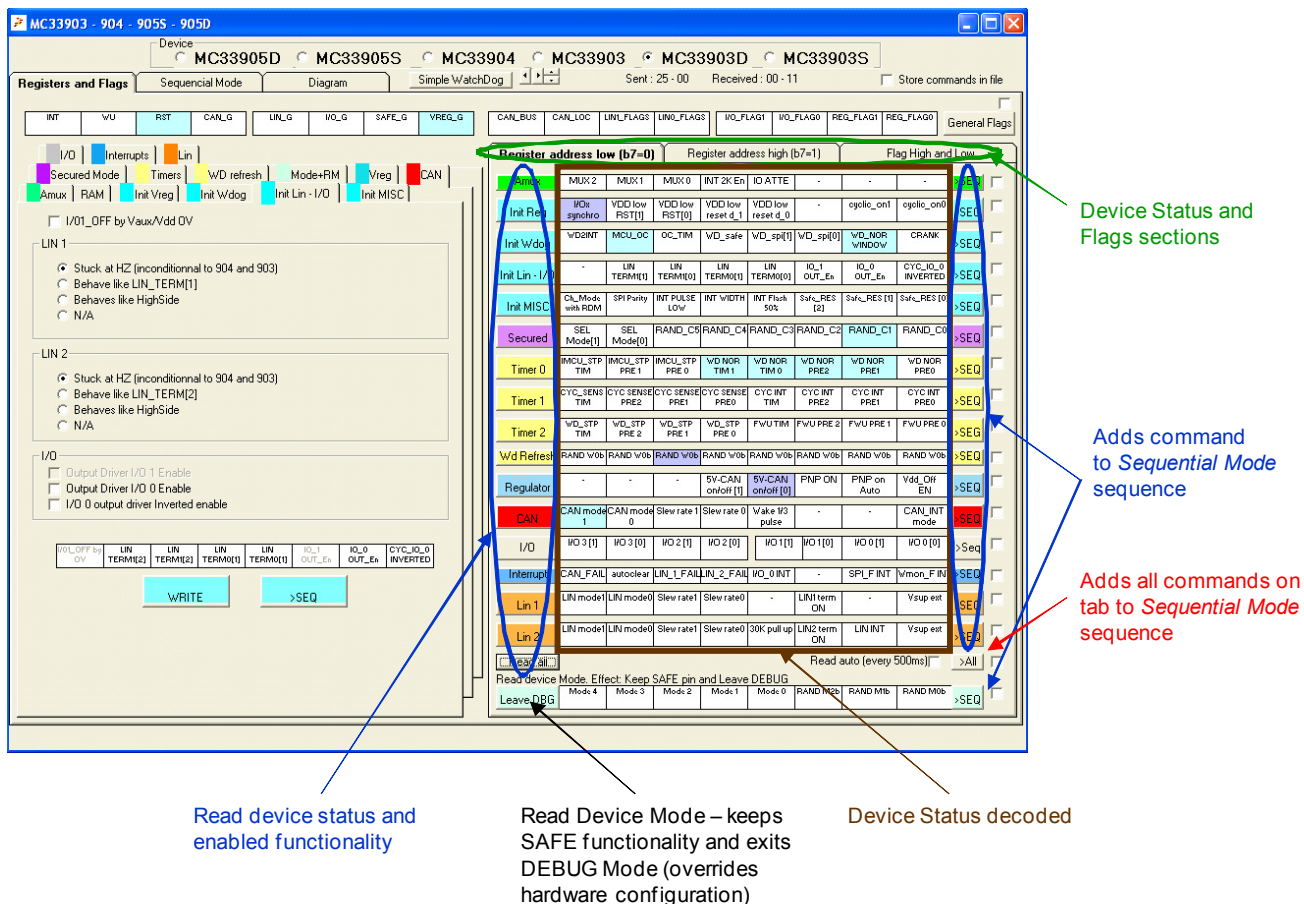 MC33903 - 904 - 905S - 905D
Device
MC33905D MC33905S MC33904 MC33903 MC33903D MC33903S
Registers and Flags Sequencial Mode Diagram Simple WatchDog Sent : 25 - 00 Received : 00 - 11 Store commands in file
INT WU RST CAN_G LIN_G I/O_G SAFE_G VREG_G
CAN_BUS CAN_LOC LIN1_FLAGS LIN0_FLAGS I/O_FLAG1 I/O_FLAG0 REG_FLAG1 REG_FLAG0 General Flags
I/O Interrupts Lin
Secured Mode Timers WD refresh Mode+RM Vreg CAN
Amux RAM Init Vreg Init Wdog Init Lin - I/O Init MISC
I/01_OFF by Vaux/Vdd OV
LIN 1
Stuck at HZ (inconditionnal to 904 and 903)
Behave like LIN_TERM[1]
Behaves like HighSide
N/A
LIN 2
Stuck at HZ (inconditionnal to 904 and 903)
Behave like LIN_TERM[2]
Behaves like HighSide
N/A
I/O
Output Driver I/O 1 Enable
Output Driver I/O 0 Enable
I/O 0 output driver Inverted enable
I/01_OFF by OV LIN TERM1[2] LIN TERM1[2] LIN TERM0[1] LIN TERM0[1] IO_1 OUT_En IO_0 OUT_En CYC_IO_0 INVERTED
WRITE >SEQ
Register address low (b7=0) Register address high (b7=1) Flag High and Low
Amux MUX 2 MUX 1 MUX 0 INT 2K En IO ATTE - - - >SEQ
Init Reg I/Ox synchro VDD low RST[1] VDD low RST[0] VDD low reset d_1 VDD low reset d_0 - cyclic_on1 cyclic_on0 >SEQ
Init Wdog WD2INT MCU_OC OC_TIM WD_safe WD_spi[1] WD_spi[0] WD_NOR WINDOW CRANK >SEQ
Init Lin - I/O - LIN TERM1[1] LIN TERM1[0] LIN TERM0[1] LIN TERM0[0] IO_1 OUT_En IO_0 OUT_En CYC_IO_0 INVERTED >SEQ
Init MISC Ch_Mode with RDM SPI Parity INT PULSE LOW INT WIDTH INT Flash 50% Safe_RES [2] Safe_RES [1] Safe_RES [0] >SEQ
Secured SEL Mode[1] SEL Mode[0] RAND_C5 RAND_C4 RAND_C3 RAND_C2 RAND_C1 RAND_C0 >SEQ
Timer 0 IMCU_STP TIM IMCU_STP PRE 1 IMCU_STP PRE 0 WD NOR TIM 1 WD NOR TIM 0 WD NOR PRE2 WD NOR PRE1 WD NOR PRE0 >SEQ
Timer 1 CYC_SENS TIM CYC SENSE PRE2 CYC SENSE PRE1 CYC SENSE PRE0 CYC INT TIM CYC INT PRE2 CYC INT PRE1 CYC INT PRE0 >SEQ
Timer 2 WD_STP TIM WD_STP PRE 2 WD_STP PRE 1 WD_STP PRE 0 FWU TIM FWU PRE 2 FWU PRE 1 FWU PRE 0 >SEG
Wd Refresh RAND W0b RAND W0b RAND W0b RAND W0b RAND W0b RAND W0b RAND W0b RAND W0b >SEQ
Regulator - - - 5V-CAN on/off [1] 5V-CAN on/off [0] PNP ON PNP on Auto Vdd_Off EN >SEQ
CAN CAN mode 1 CAN mode 0 Slew rate 1 Slew rate 0 Wake 1/3 pulse - - CAN_INT mode >SEQ
I/O I/O 3 [1] I/O 3 [0] I/O 2 [1] I/O 2 [0] I/O 1 [1] I/O 1 [0] I/O 0 [1] I/O 0 [0] >Seq
Interrupt CAN_FAIL autoclear LIN_1_FAIL LIN_2_FAIL I/O_0 INT - SPI_F INT Vmon_F INT >SEQ
Lin 1 LIN mode1 LIN mode0 Slew rate1 Slew rate0 - LIN1 term ON - Vsup ext >SEQ
Lin 2 LIN mode1 LIN mode0 Slew rate1 Slew rate0 30K pull up LIN2 term ON LIN INT Vsup ext >SEQ
Read all Read auto (every 500ms) >All
Read device Mode. Effect: Keep SAFE pin and Leave DEBUG
Leave DBG Mode 4 Mode 3 Mode 2 Mode 1 Mode 0 RAND M2b RAND M1b RAND M0b >SEQ
Device Status and
Flags sections
Adds command
to Sequential Mode
sequence
Adds all commands on
tab to Sequential Mode
sequence
Read device status and
enabled functionality
Read Device Mode – keeps
SAFE functionality and exits
DEBUG Mode (overrides
hardware configuration)
Device Status decoded